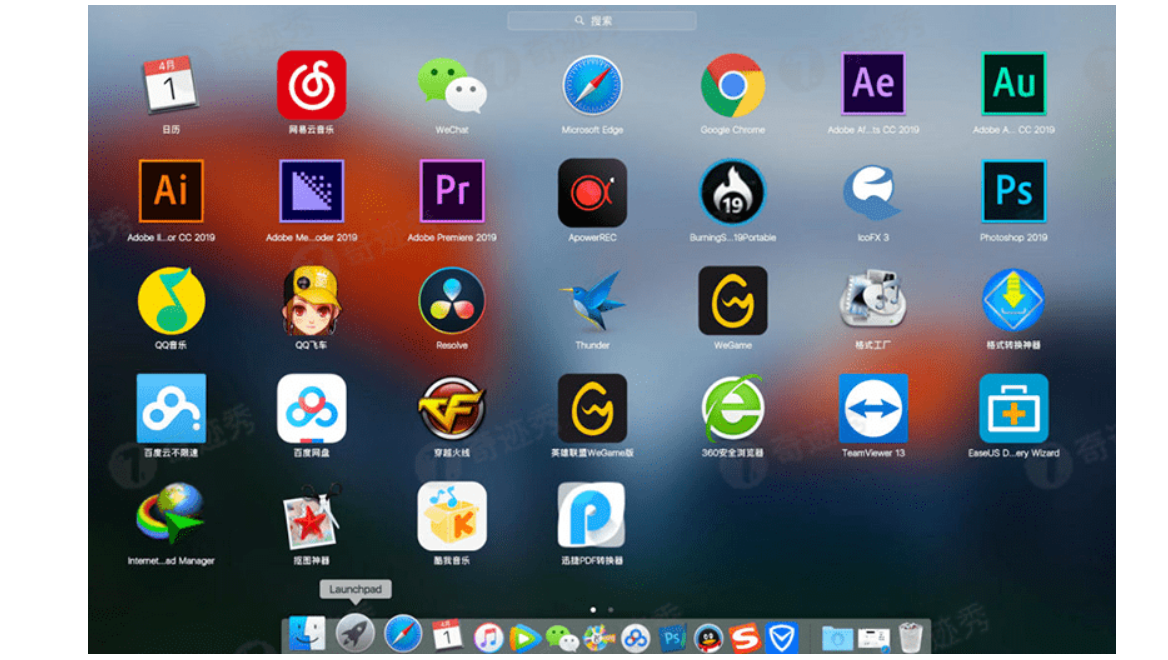 搜索
4月
1
日历
网易云音乐
WeChat
Microsoft Edge
Google Chrome
Ae
Adobe Af...ts CC 2019
Au
Adobe A... CC 2019
Ai
Adobe Il...or CC 2019
Adobe Me...oder 2019
Pr
Adobe Premiere 2019
ApowerREC
19
BurningS...19Portable
IcoFX 3
Ps
Photoshop 2019
QQ音乐
QQ飞车
Resolve
Thunder
WeGame
格式工厂
格式转换神器
百度云不限速
百度网盘
CF
穿越火线
英雄联盟WeGame版
360安全浏览器
TeamViewer 13
EaseUS D...ery Wizard
Internet...ad Manager
抠图神器
K
酷我音乐
迅捷PDF转换器
Launchpad
4月
1
Ps
奇迹秀